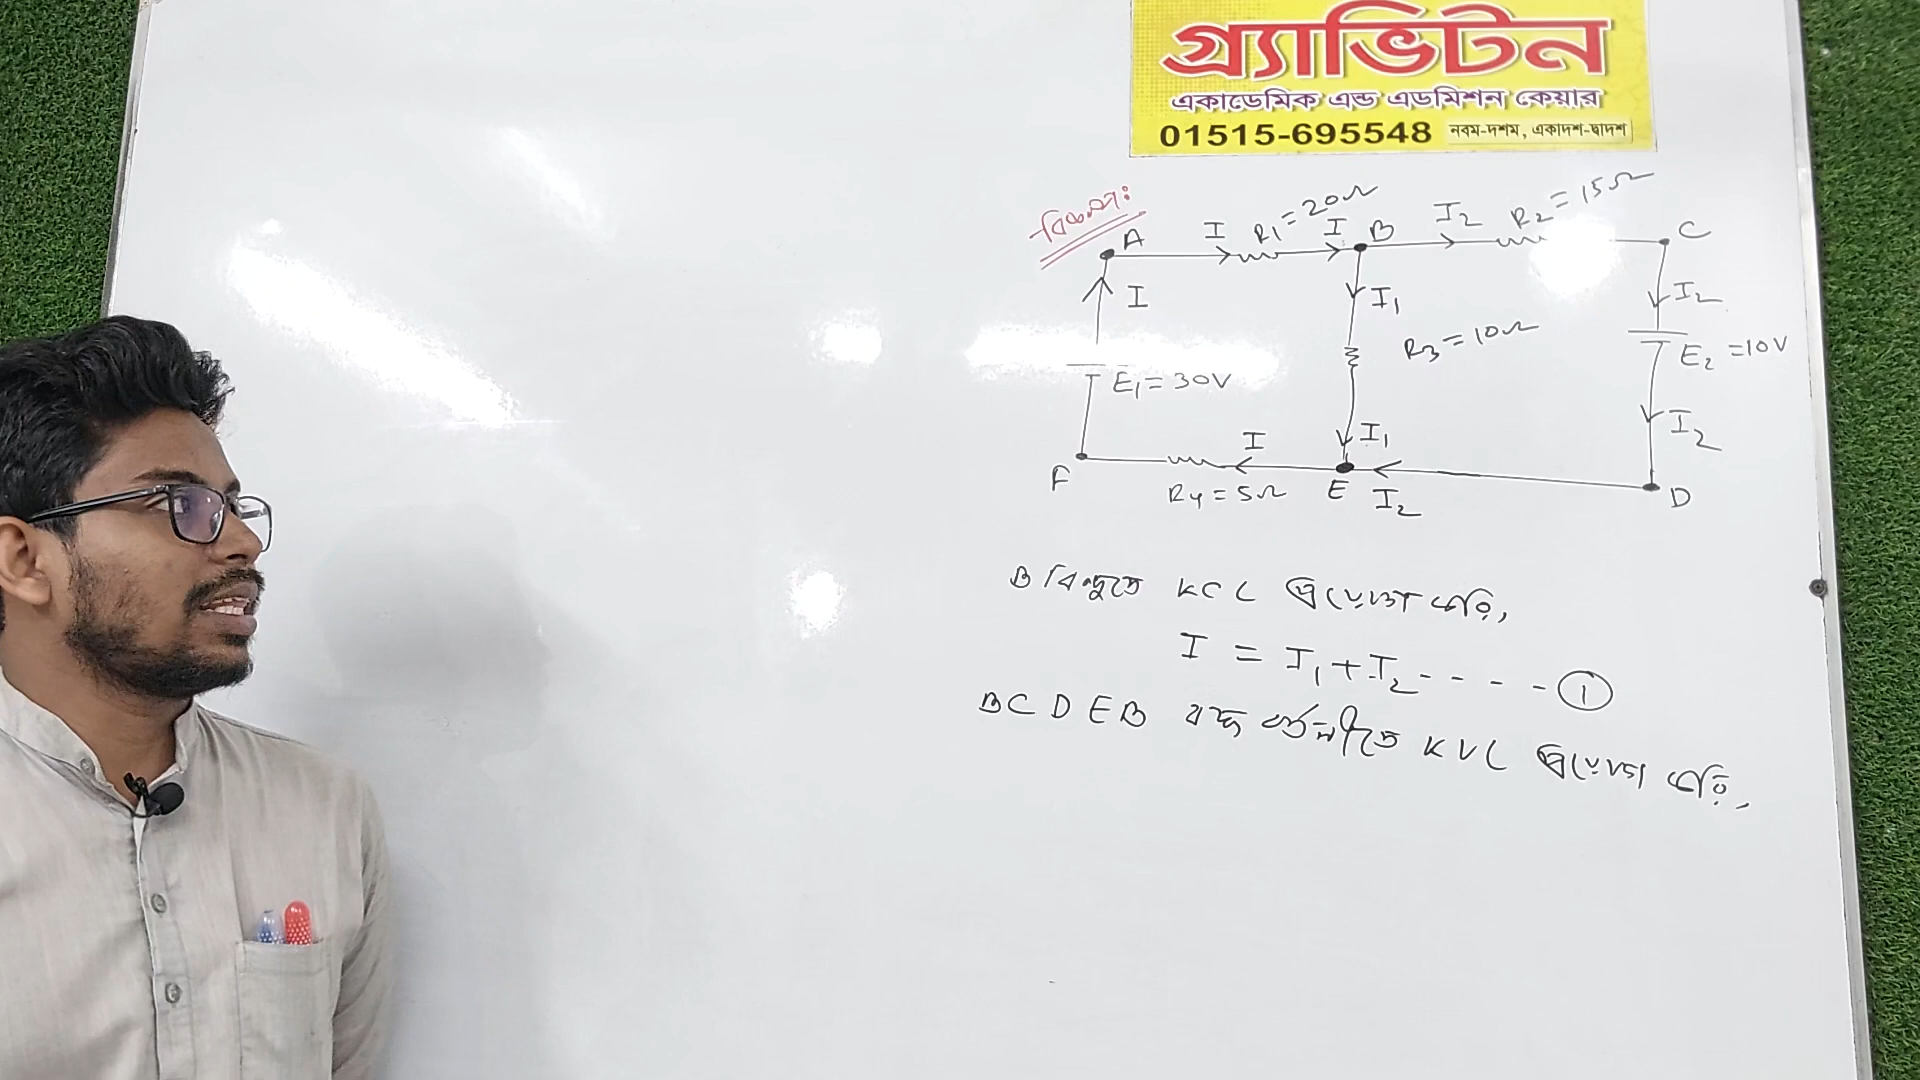 গ্র্যাভিটন
একাডেমিক এন্ড এডমিশন কেয়ার
01515-695548 নবম-দশম, একাদশ-দ্বাদশ
বিকল্প:
A I R1 = 20Ω I B I2 R2 = 15Ω C
I I1 I2
R3 = 10Ω
E1 = 30V E2 = 10V
I I1 I2
F R4 = 5Ω E I2 D
B বিন্দুতে KCL প্রয়োগ করি,
I = I1 + I2 - - - - - 1
BCDEB বদ্ধ বর্তনীতে KVL প্রয়োগ করি,